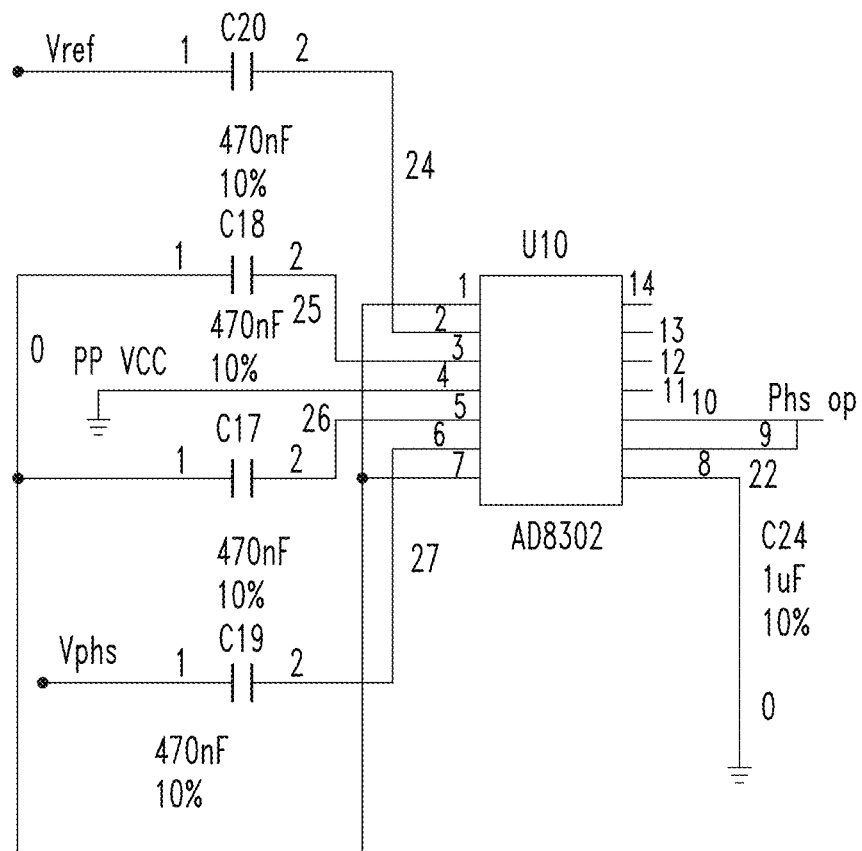 C20
Vref 1 2
470nF
10%
24
C18
1 2
U10
25
470nF
10%
0 PP VCC
1 14
2 13
3 12
4 11
5 10 Phs op
6 9
7 8 22
26
C17
1 2
AD8302
470nF
10%
27
C24
1uF
10%
C19
Vphs 1 2
0
470nF
10%